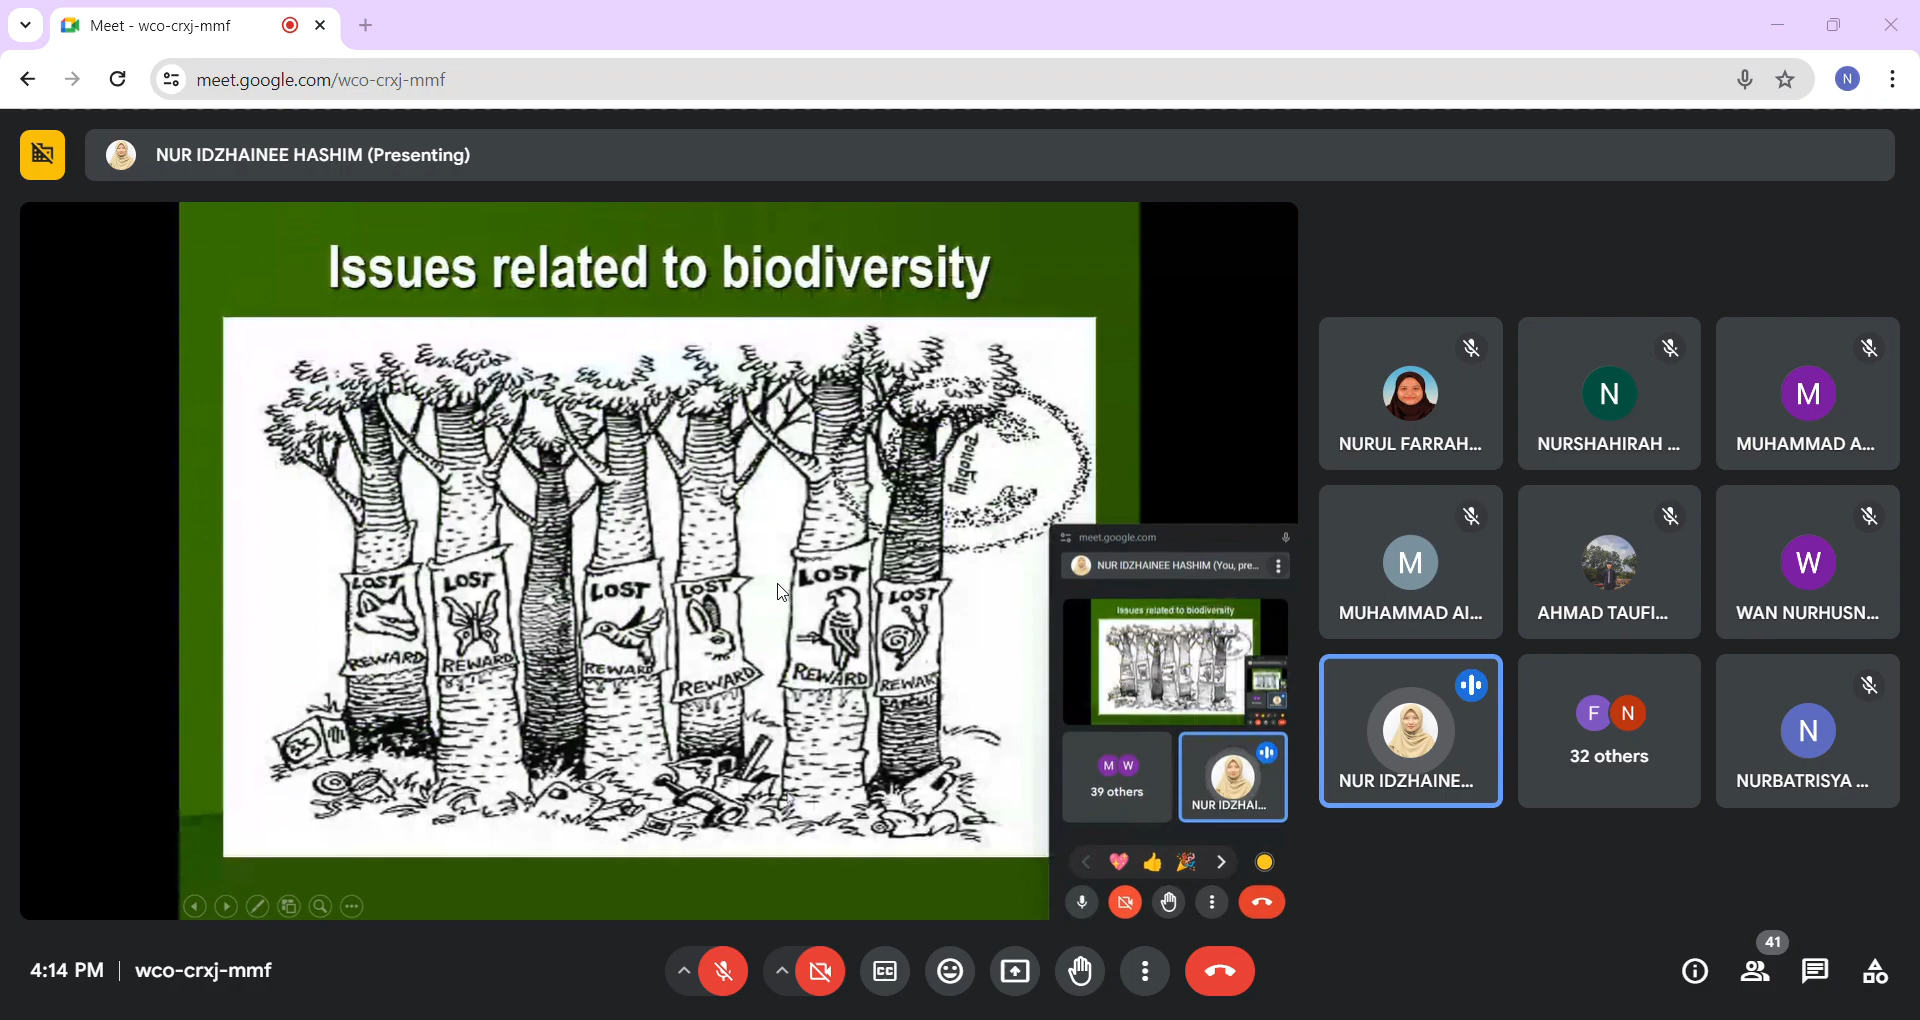 Meet - wco-crxj-mmf
meet.google.com/wco-crxj-mmf
N
NUR IDZHAINEE HASHIM (Presenting)
Issues related to biodiversity
LOST
REWARD
LOST
REWARD
LOST
REWARD
LOST
REWARD
LOST
REWARD
LOST
REWAR
meet.google.com
NUR IDZHAINEE HASHIM (You, pre...
Issues related to biodiversity
M W
39 others
NUR IDZHAI...
NURUL FARRAH...
N
NURSHAHIRAH ...
M
MUHAMMAD A...
M
MUHAMMAD AI...
AHMAD TAUFI...
W
WAN NURHUSN...
NUR IDZHAINE...
F N
32 others
N
NURBATRISYA ...
4:14 PM | wco-crxj-mmf
CC
41